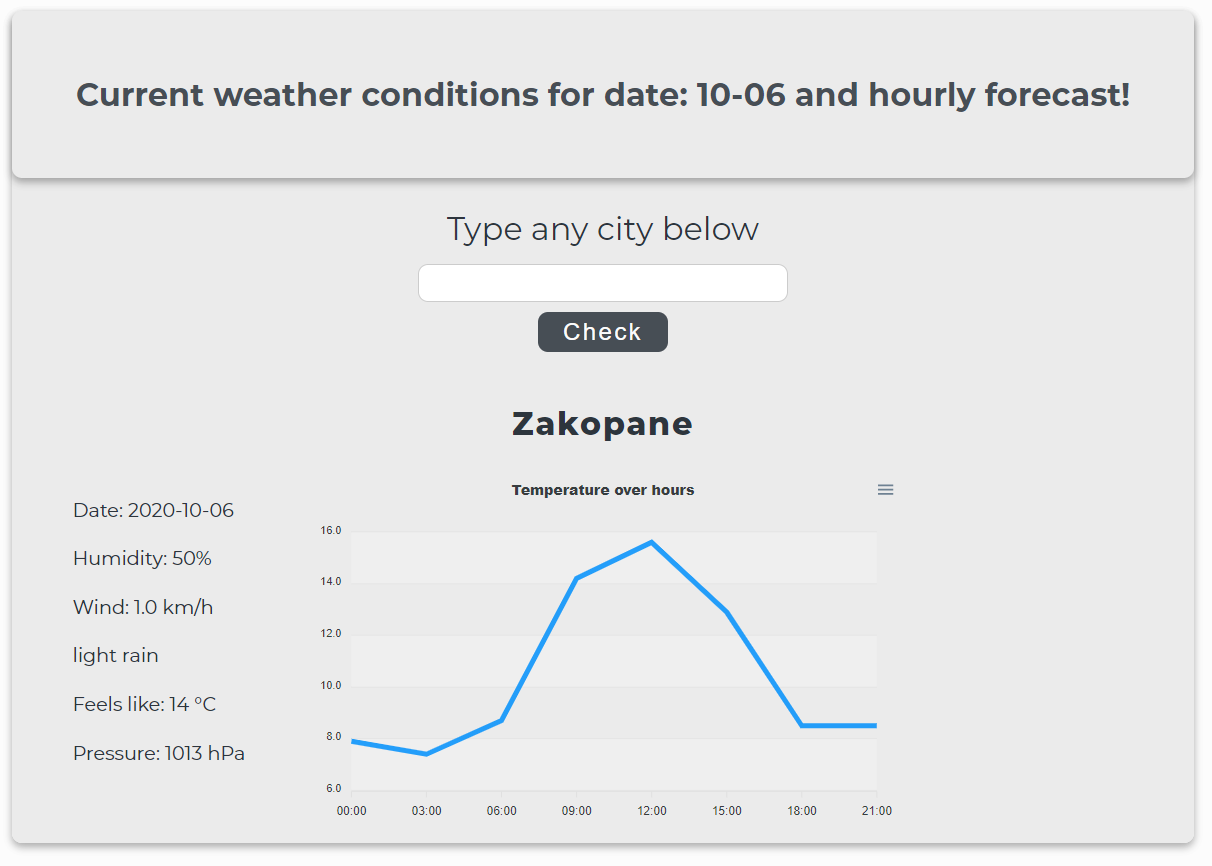 Current weather conditions for date: 10-06 and hourly forecast!
Type any city below
Check
Zakopane
Date: 2020-10-06
Humidity: 50%
Wind: 1.0 km/h
light rain
Feels like: 14 °C
Pressure: 1013 hPa
Temperature over hours
16.0
14.0
12.0
10.0
8.0
6.0
00:00 03:00 06:00 09:00 12:00 15:00 18:00 21:00